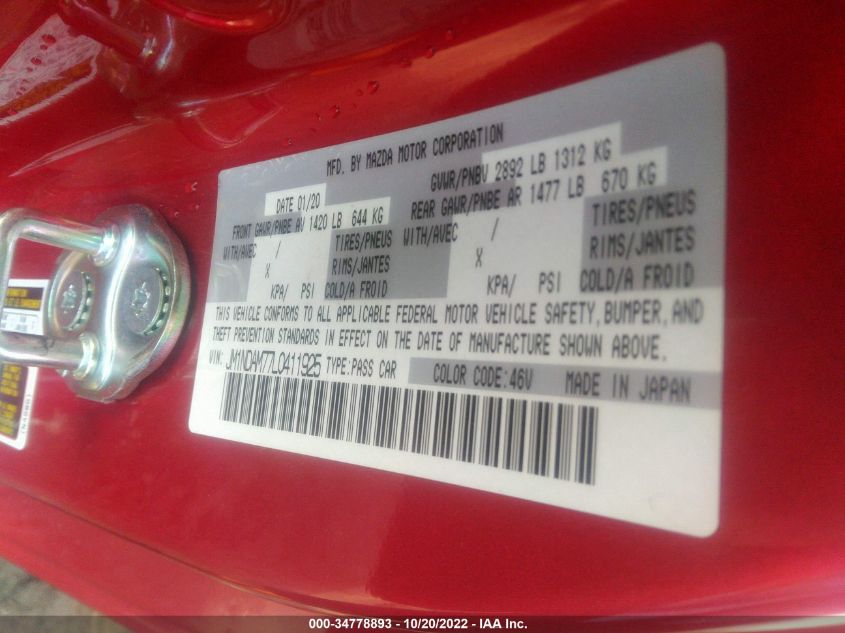 MFD. BY MAZDA MOTOR CORPORATION
DATE 01/20
GVWR/PNBV 2892 LB 1312 KG
FRONT GAWR/PNBE AV 1420 LB 644 KG
REAR GAWR/PNBE AR 1477 LB 670 KG
WITH/AVEC / TIRES/PNEUS
WITH/AVEC / TIRES/PNEUS
X RIMS/JANTES
X RIMS/JANTES
KPA/ PSI COLD/A FROID
KPA/ PSI COLD/A FROID
THIS VEHICLE CONFORMS TO ALL APPLICABLE FEDERAL MOTOR VEHICLE SAFETY, BUMPER, AND
THEFT PREVENTION STANDARDS IN EFFECT ON THE DATE OF MANUFACTURE SHOWN ABOVE.
VIN: JM1NDAM77L0411925 TYPE:PASS CAR
COLOR CODE:46V MADE IN JAPAN
000-34778893 - 10/20/2022 - IAA Inc.